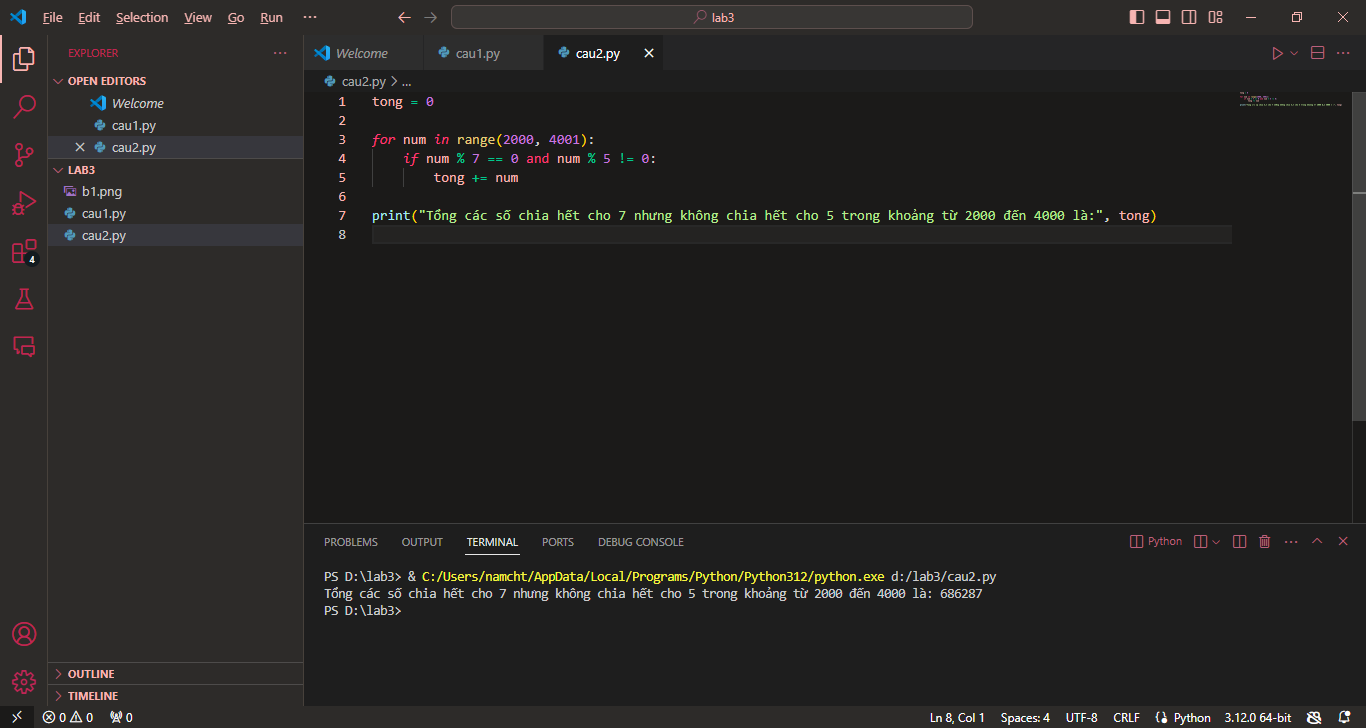 File Edit Selection View Go Run ··· lab3
EXPLORER ···
OPEN EDITORS
Welcome
cau1.py
cau2.py
LAB3
b1.png
cau1.py
cau2.py
4
OUTLINE
TIMELINE
Welcome cau1.py cau2.py
cau2.py > ...
1 tong = 0
2
3 for num in range(2000, 4001):
4     if num % 7 == 0 and num % 5 != 0:
5         tong += num
6
7 print("Tổng các số chia hết cho 7 nhưng không chia hết cho 5 trong khoảng từ 2000 đến 4000 là:", tong)
8
PROBLEMS OUTPUT TERMINAL PORTS DEBUG CONSOLE Python
PS D:\lab3> & C:/Users/namcht/AppData/Local/Programs/Python/Python312/python.exe d:/lab3/cau2.py
Tổng các số chia hết cho 7 nhưng không chia hết cho 5 trong khoảng từ 2000 đến 4000 là: 686287
PS D:\lab3>
0 0 0 Ln 8, Col 1 Spaces: 4 UTF-8 CRLF Python 3.12.0 64-bit